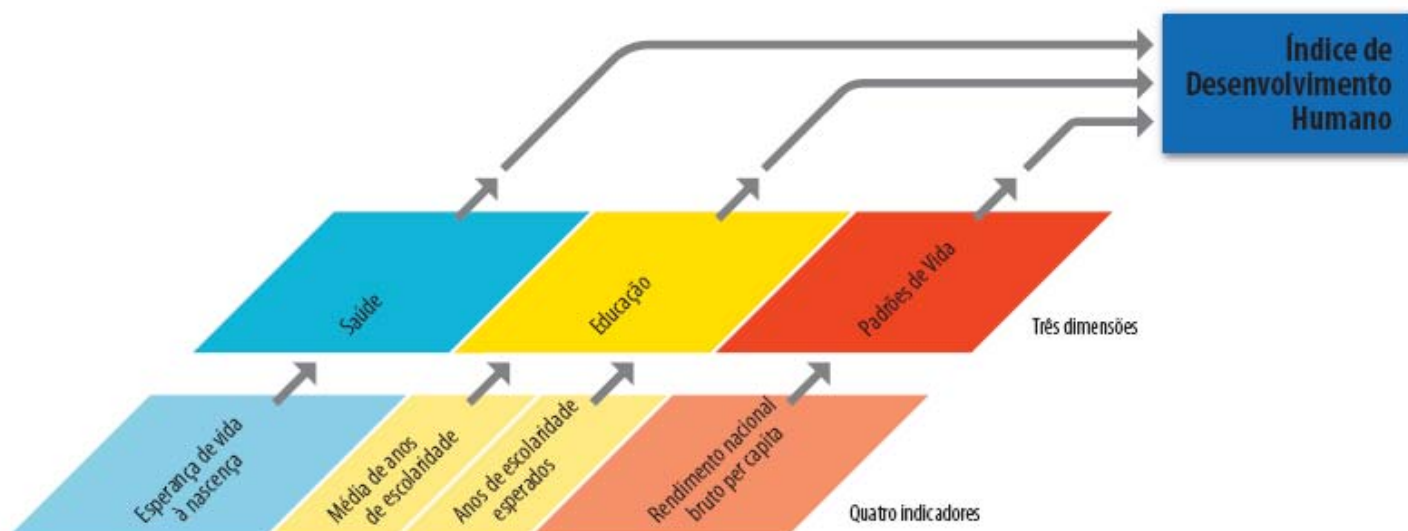 Índice de
Desenvolvimento
Humano
Saúde
Educação
Padrões de Vida
Três dimensões
Esperança de vida
à nascença
Média de anos
de escolaridade
Anos de escolaridade
esperados
Rendimento nacional
bruto per capita
Quatro indicadores